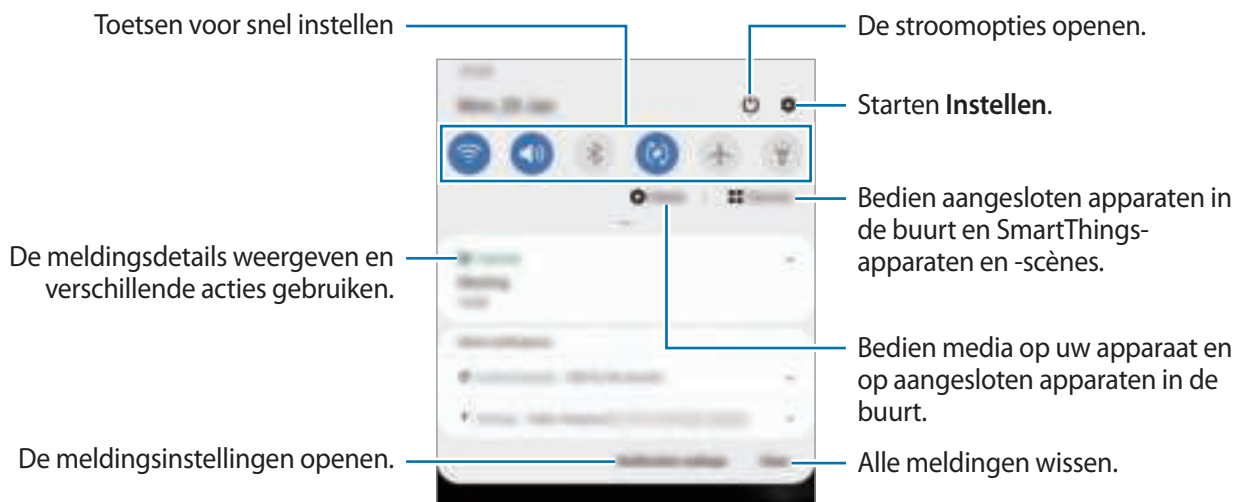 Toetsen voor snel instellen
De stroomopties openen.
Starten Instellen.
Bedien aangesloten apparaten in
de buurt en SmartThings-
apparaten en -scènes.
De meldingsdetails weergeven en
verschillende acties gebruiken.
Bedien media op uw apparaat en
op aangesloten apparaten in de
buurt.
De meldingsinstellingen openen.
Alle meldingen wissen.